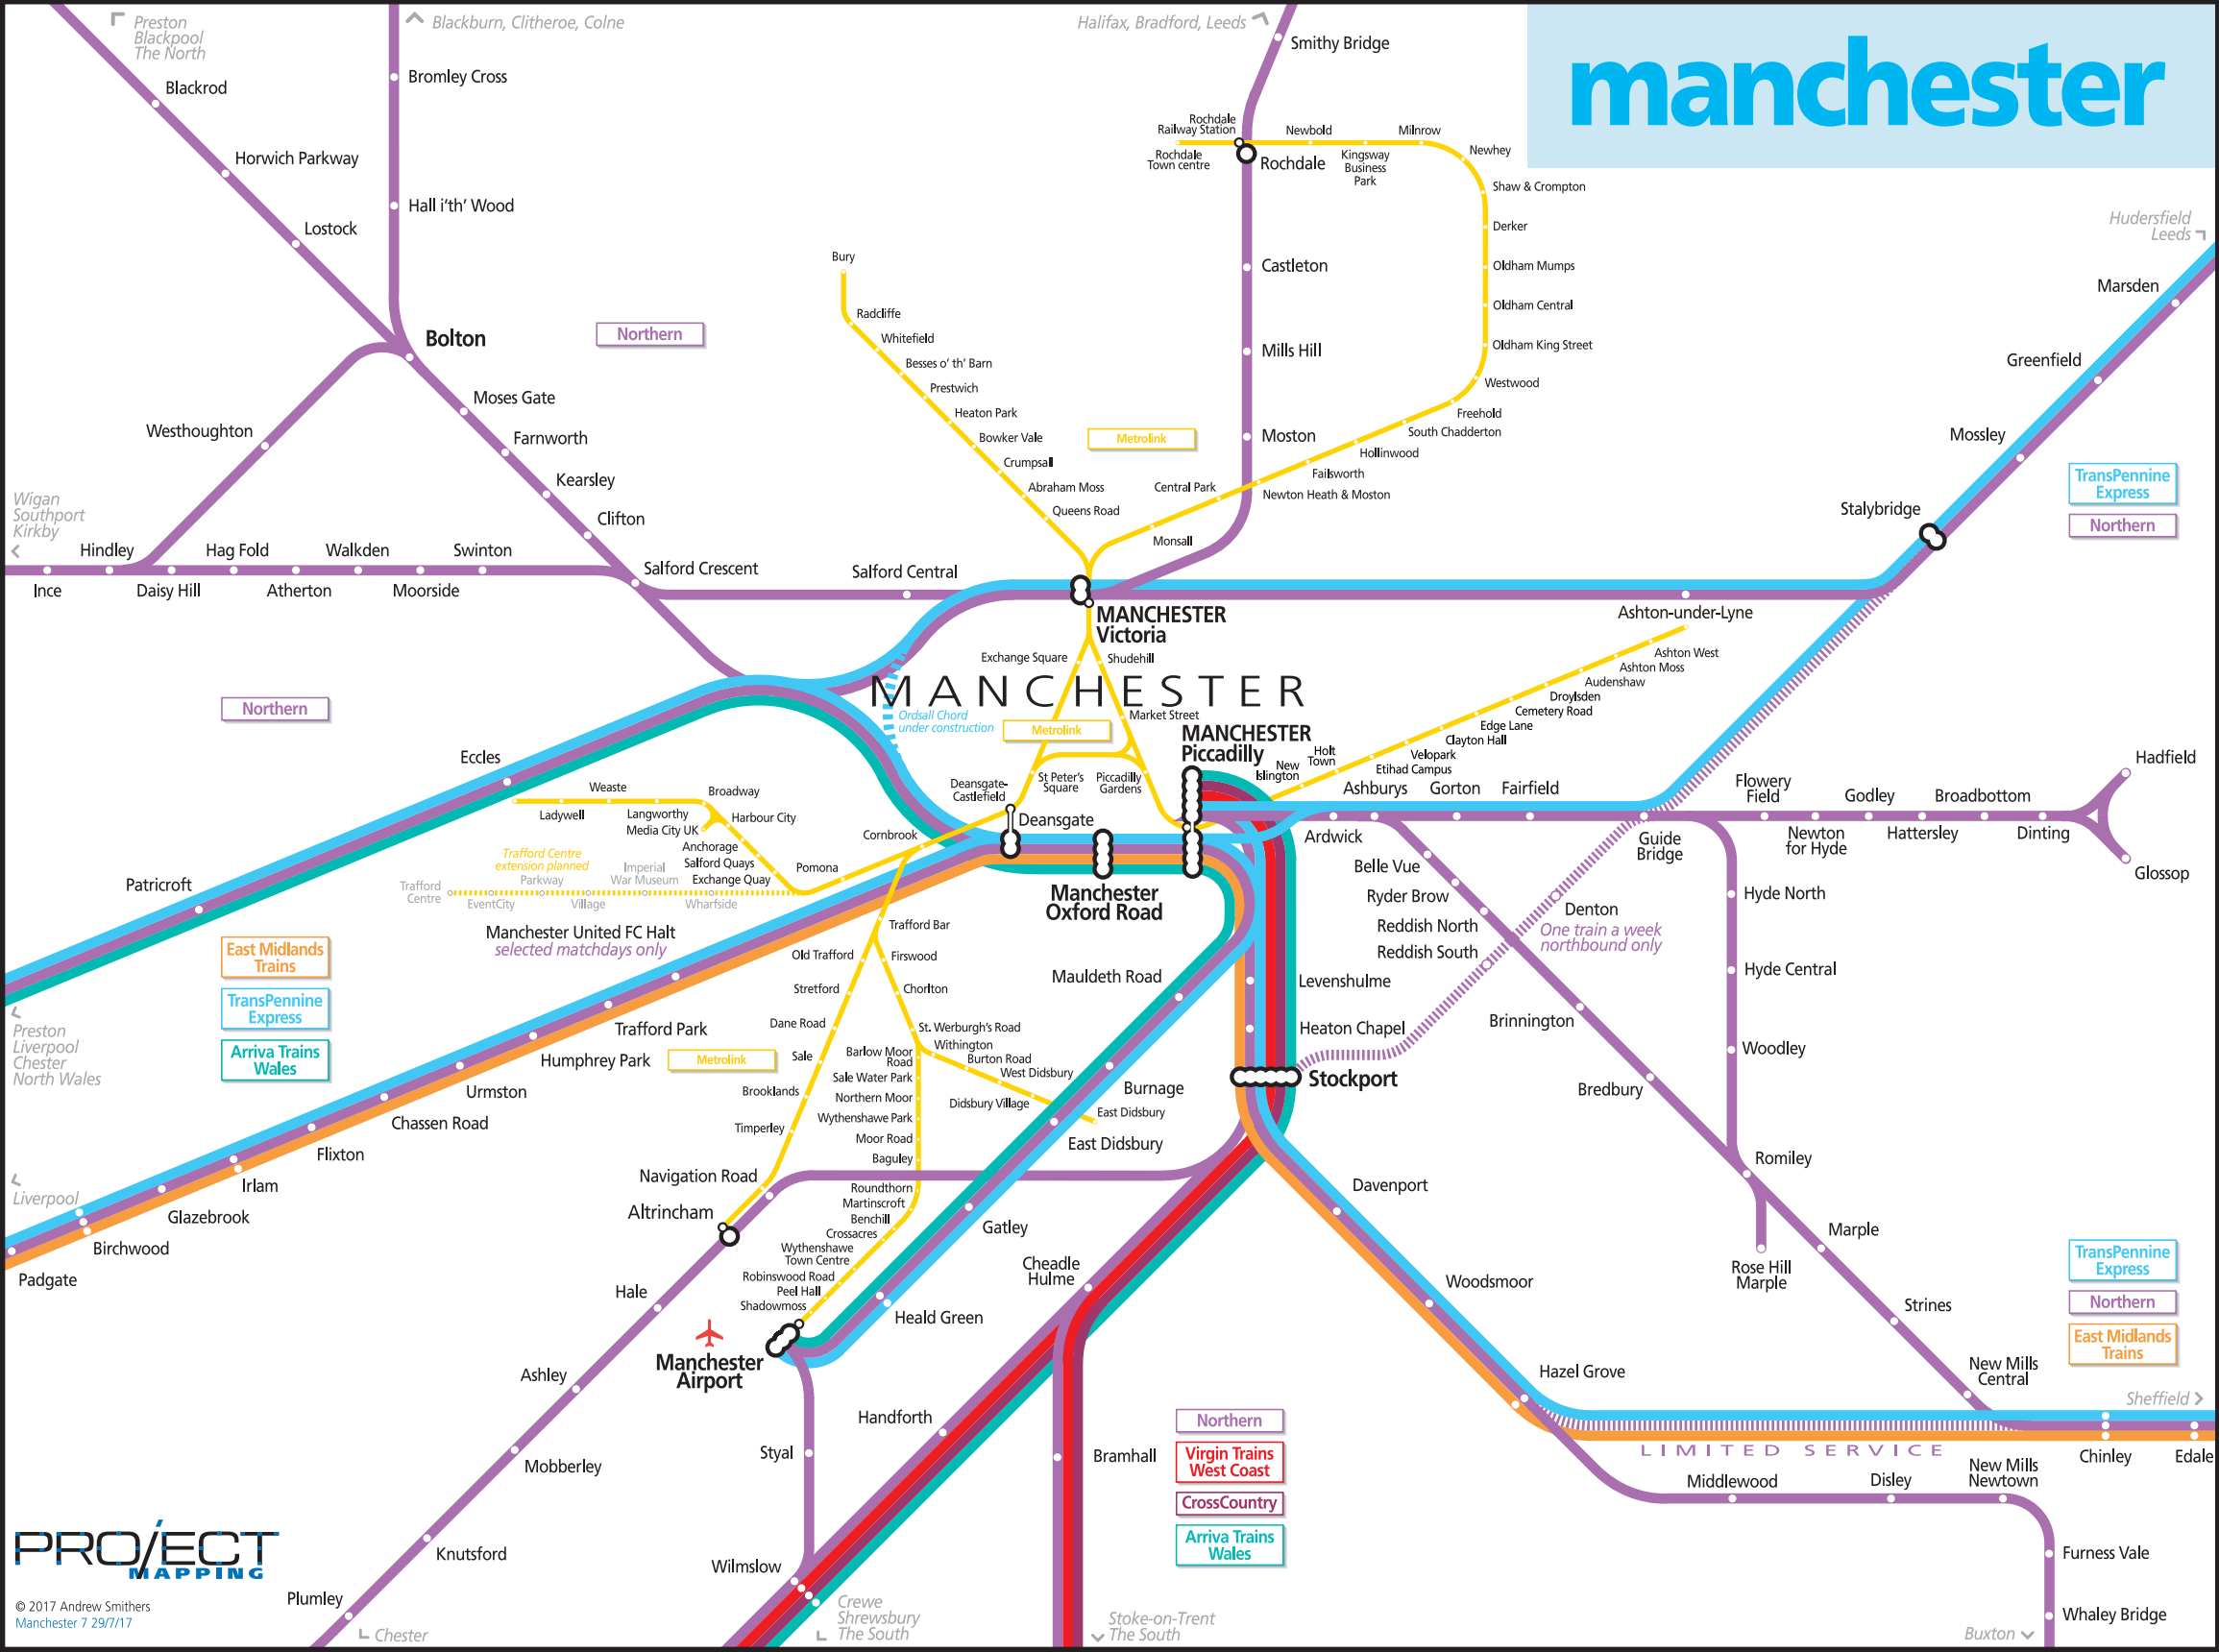 Preston
Blackpool
The North
Blackburn, Clitheroe, Colne
Halifax, Bradford, Leeds
Smithy Bridge
manchester
Blackrod
Bromley Cross
Horwich Parkway
Hall i'th' Wood
Lostock
Rochdale
Railway Station
Newbold
Milnrow
Rochdale
Town centre
Rochdale
Kingsway
Business
Park
Newhey
Shaw & Crompton
Derker
Oldham Mumps
Oldham Central
Oldham King Street
Westwood
Freehold
South Chadderton
Hollinwood
Failsworth
Newton Heath & Moston
Central Park
Monsall
Castleton
Mills Hill
Moston
Hudersfield
Leeds
Marsden
Greenfield
Mossley
Stalybridge
TransPennine
Express
Northern
Bury
Radcliffe
Whitefield
Besses o' th' Barn
Prestwich
Heaton Park
Bowker Vale
Crumpsall
Abraham Moss
Queens Road
Metrolink
Northern
Bolton
Moses Gate
Farnworth
Kearsley
Clifton
Westhoughton
Wigan
Southport
Kirkby
Hindley
Hag Fold
Walkden
Swinton
Ince
Daisy Hill
Atherton
Moorside
Salford Crescent
Salford Central
MANCHESTER
Victoria
Ashton-under-Lyne
Exchange Square
Shudehill
MANCHESTER
Ordsall Chord
under construction
Metrolink
Market Street
MANCHESTER
Piccadilly
Deansgate-
Castlefield
St Peter's
Square
Piccadilly
Gardens
New
Islington
Holt
Town
Etihad Campus
Velopark
Clayton Hall
Edge Lane
Cemetery Road
Droylsden
Audenshaw
Ashton Moss
Ashton West
Northern
Eccles
Patricroft
Weaste
Broadway
Ladywell
Langworthy
Harbour City
Media City UK
Anchorage
Salford Quays
Exchange Quay
Pomona
Cornbrook
Deansgate
Manchester
Oxford Road
Trafford Centre
extension planned
Trafford
Centre
Parkway
Imperial
War Museum
EventCity
Village
Wharfside
Manchester United FC Halt
selected matchdays only
Ashburys
Gorton
Fairfield
Ardwick
Guide
Bridge
Flowery
Field
Godley
Broadbottom
Newton
for Hyde
Hattersley
Dinting
Hadfield
Glossop
Belle Vue
Ryder Brow
Reddish North
Reddish South
Denton
One train a week
northbound only
Hyde North
Hyde Central
Woodley
Brinnington
Bredbury
Romiley
Rose Hill
Marple
Marple
Strines
New Mills
Central
East Midlands
Trains
TransPennine
Express
Arriva Trains
Wales
Preston
Liverpool
Chester
North Wales
Liverpool
Trafford Park
Humphrey Park
Urmston
Chassen Road
Flixton
Irlam
Glazebrook
Birchwood
Padgate
Metrolink
Trafford Bar
Old Trafford
Firswood
Stretford
Chorlton
Dane Road
St. Werburgh's Road
Sale
Withington
Burton Road
West Didsbury
Didsbury Village
East Didsbury
Brooklands
Timperley
Navigation Road
Altrincham
Barlow Moor
Road
Sale Water Park
Northern Moor
Wythenshawe Park
Moor Road
Baguley
Roundthorn
Martinscroft
Benchill
Crossacres
Wythenshawe
Town Centre
Robinswood Road
Peel Hall
Shadowmoss
Manchester
Airport
Mauldeth Road
Burnage
East Didsbury
Gatley
Heald Green
Levenshulme
Heaton Chapel
Stockport
Davenport
Woodsmoor
Hazel Grove
Cheadle
Hulme
Handforth
Styal
Wilmslow
Bramhall
Hale
Ashley
Mobberley
Knutsford
Plumley
Chester
Crewe
Shrewsbury
The South
Stoke-on-Trent
The South
Northern
Virgin Trains
West Coast
CrossCountry
Arriva Trains
Wales
TransPennine
Express
Northern
East Midlands
Trains
Sheffield
LIMITED SERVICE
Chinley
Edale
Middlewood
Disley
New Mills
Newtown
Furness Vale
Whaley Bridge
Buxton
PROJECT
MAPPING
© 2017 Andrew Smithers
Manchester 7 29/7/17